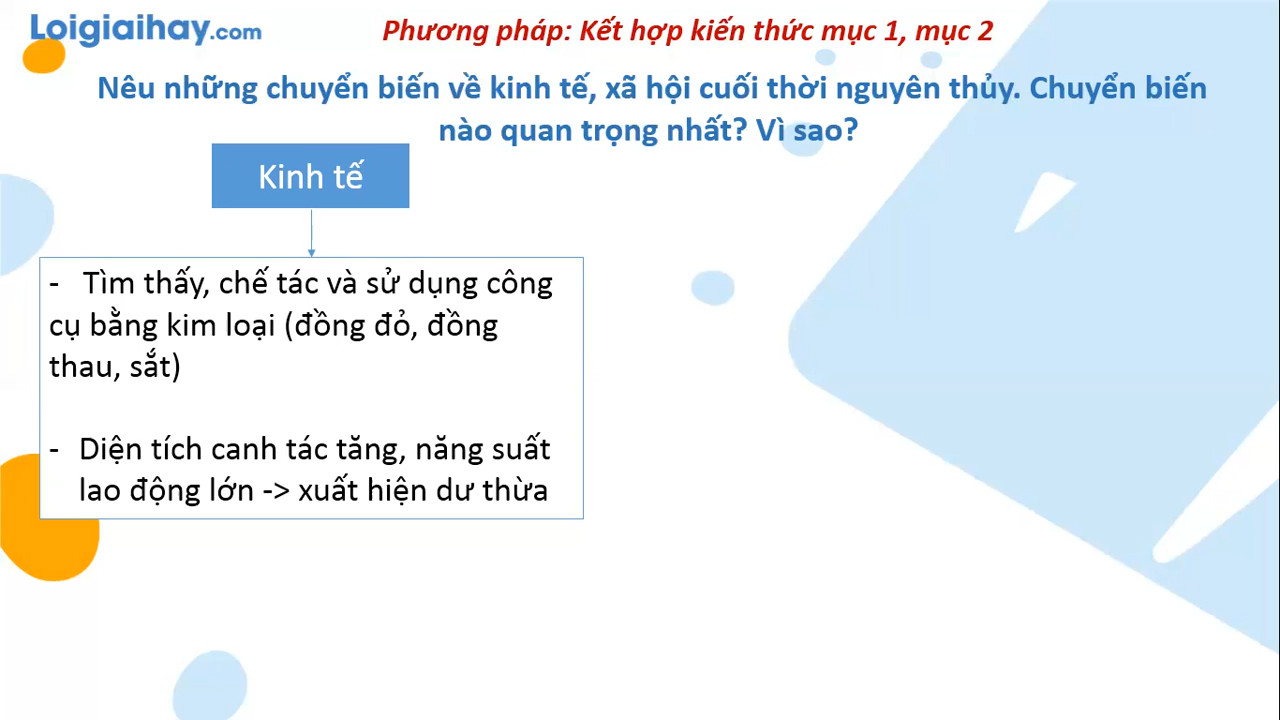 Loigiaihay.com
Phương pháp: Kết hợp kiến thức mục 1, mục 2
Nêu những chuyển biến về kinh tế, xã hội cuối thời nguyên thủy. Chuyển biến
nào quan trọng nhất? Vì sao?
Kinh tế
- Tìm thấy, chế tác và sử dụng công
cụ bằng kim loại (đồng đỏ, đồng
thau, sắt)
- Diện tích canh tác tăng, năng suất
lao động lớn -> xuất hiện dư thừa